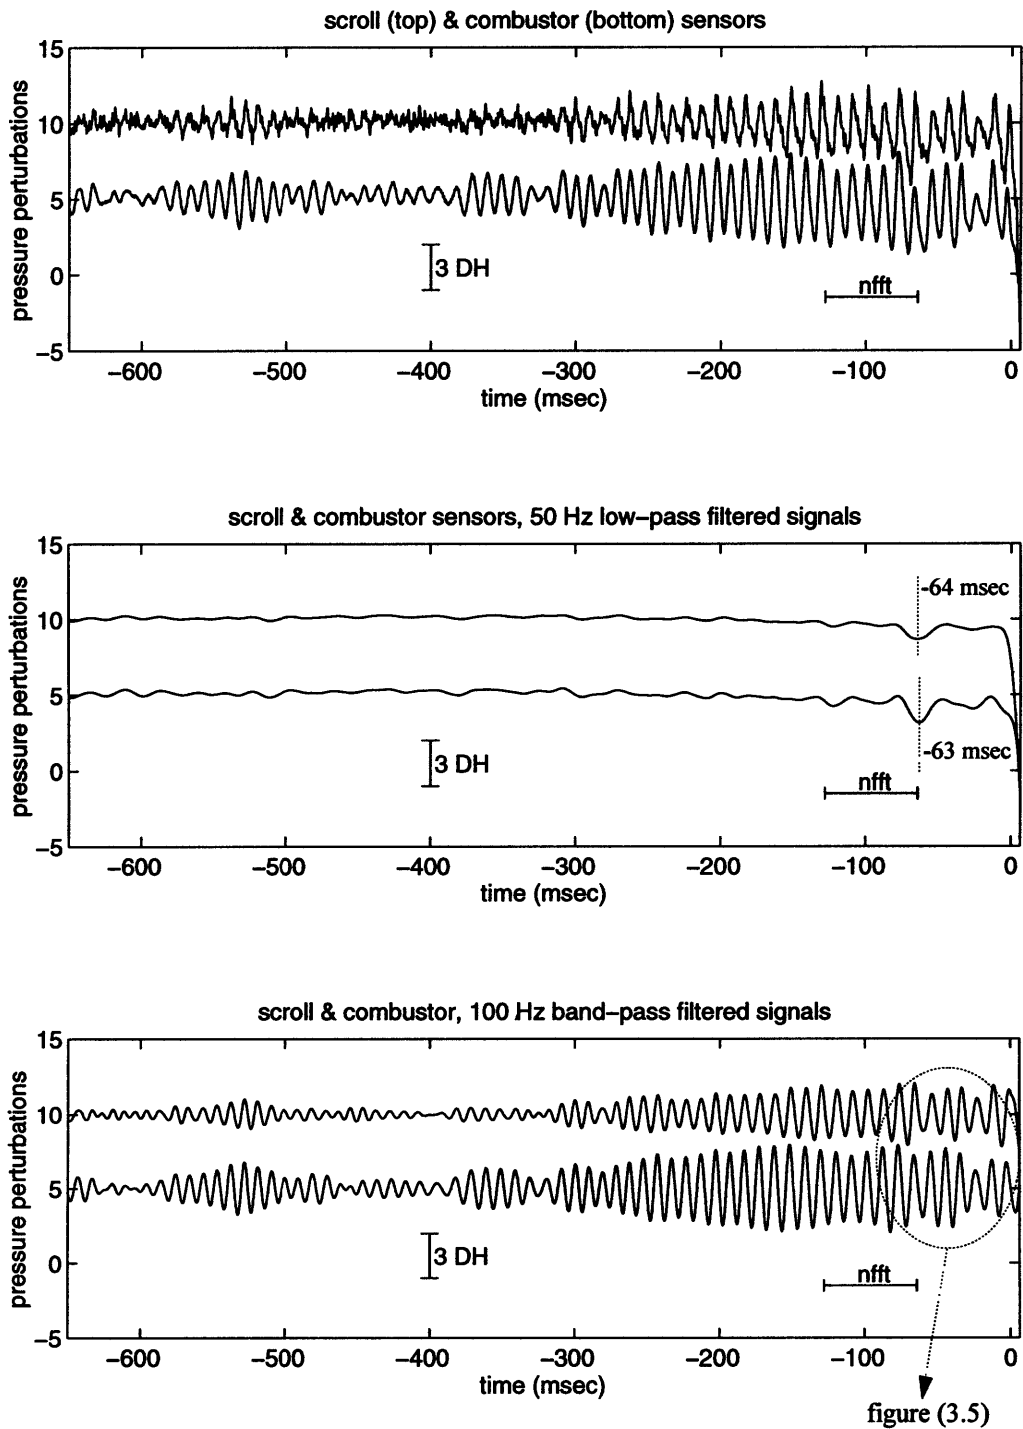 scroll (top) & combustor (bottom) sensors
15
10
5
0
−5
pressure perturbations
3 DH
nfft
−600 −500 −400 −300 −200 −100 0
time (msec)
scroll & combustor sensors, 50 Hz low−pass filtered signals
15
10
5
0
−5
pressure perturbations
-64 msec
-63 msec
3 DH
nfft
−600 −500 −400 −300 −200 −100 0
time (msec)
scroll & combustor, 100 Hz band−pass filtered signals
15
10
5
0
−5
pressure perturbations
3 DH
nfft
−600 −500 −400 −300 −200 −100 0
time (msec)
figure (3.5)